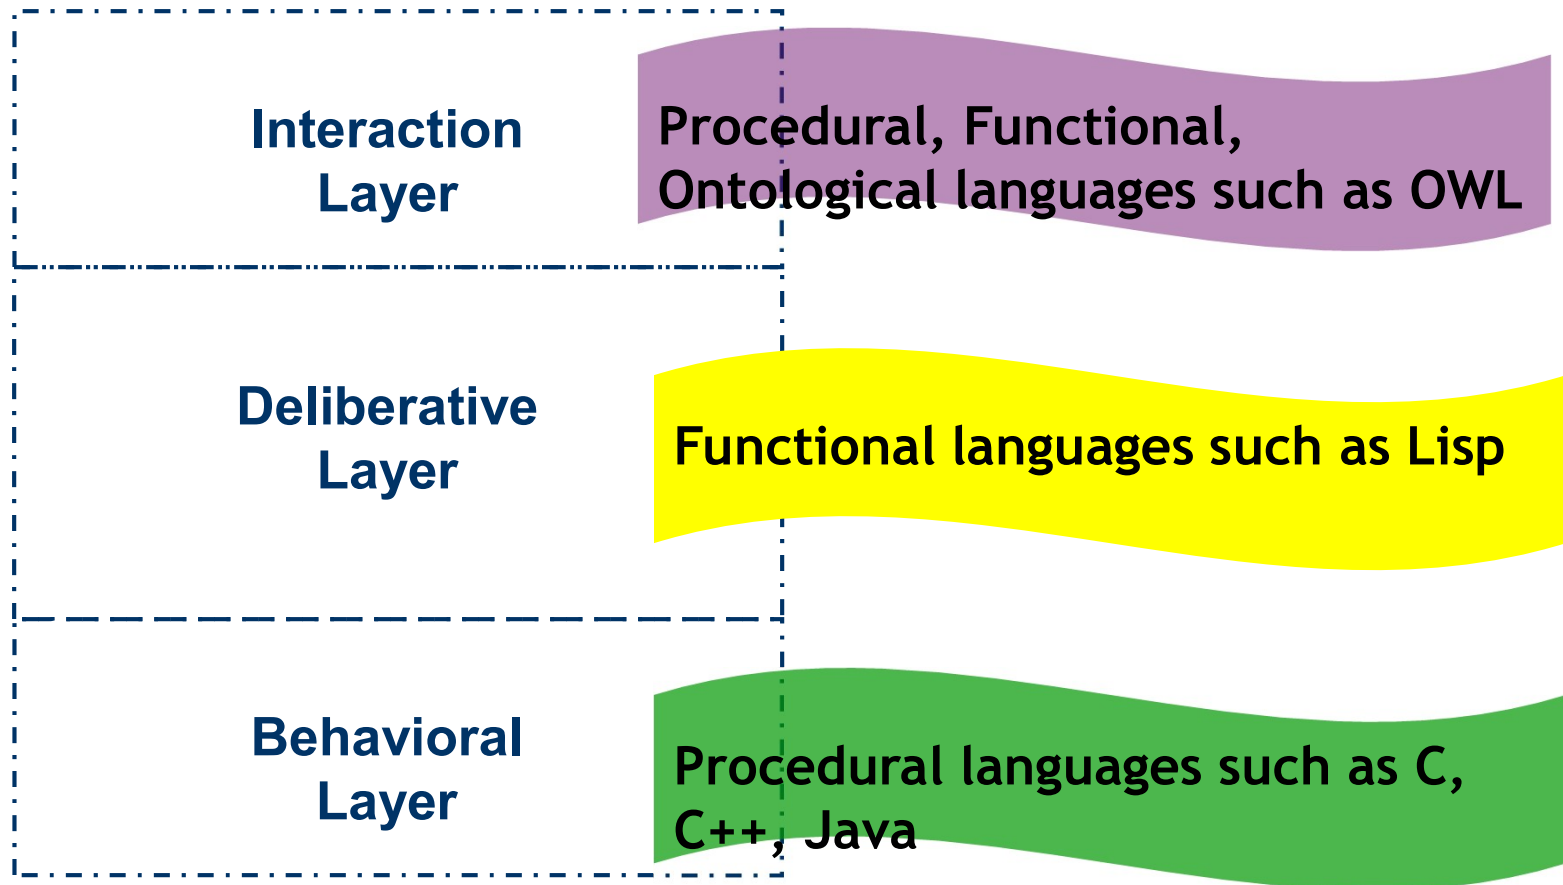 Interaction
Layer
Procedural, Functional,
Ontological languages such as OWL
Deliberative
Layer
Functional languages such as Lisp
Behavioral
Layer
Procedural languages such as C,
C++, Java